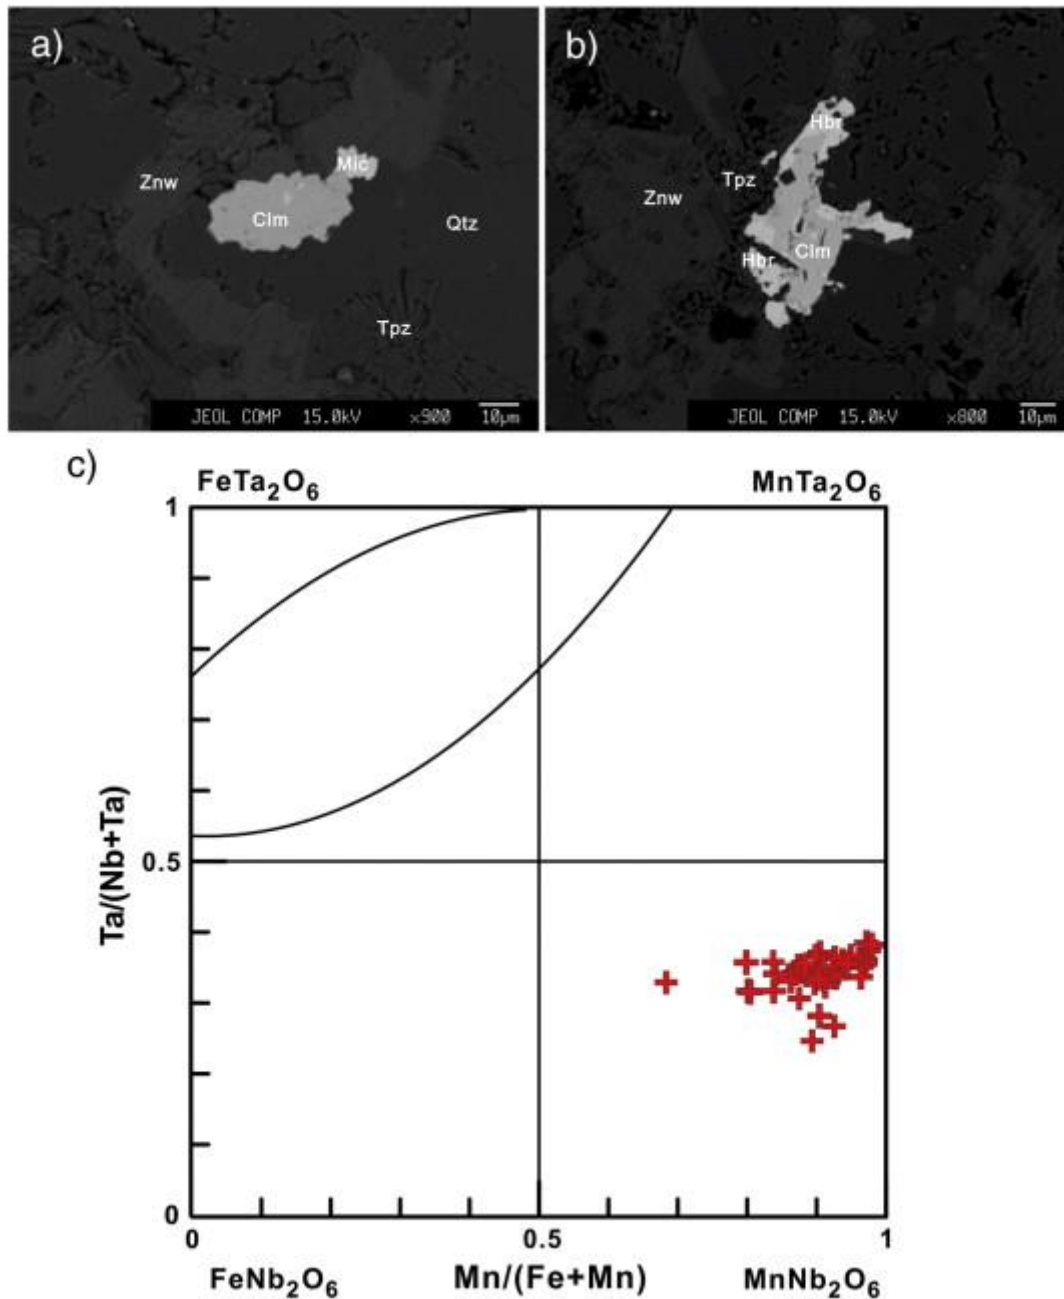 a)
Znw
Mic
Clm
Qtz
Tpz
JEOL COMP 15.0kV ×900 10µm
b)
Hbr
Znw
Tpz
Hbr
Clm
JEOL COMP 15.0kV ×800 10µm
c)
FeTa₂O₆
MnTa₂O₆
1
0.5
0
Ta/(Nb+Ta)
0
0.5
1
FeNb₂O₆
Mn/(Fe+Mn)
MnNb₂O₆